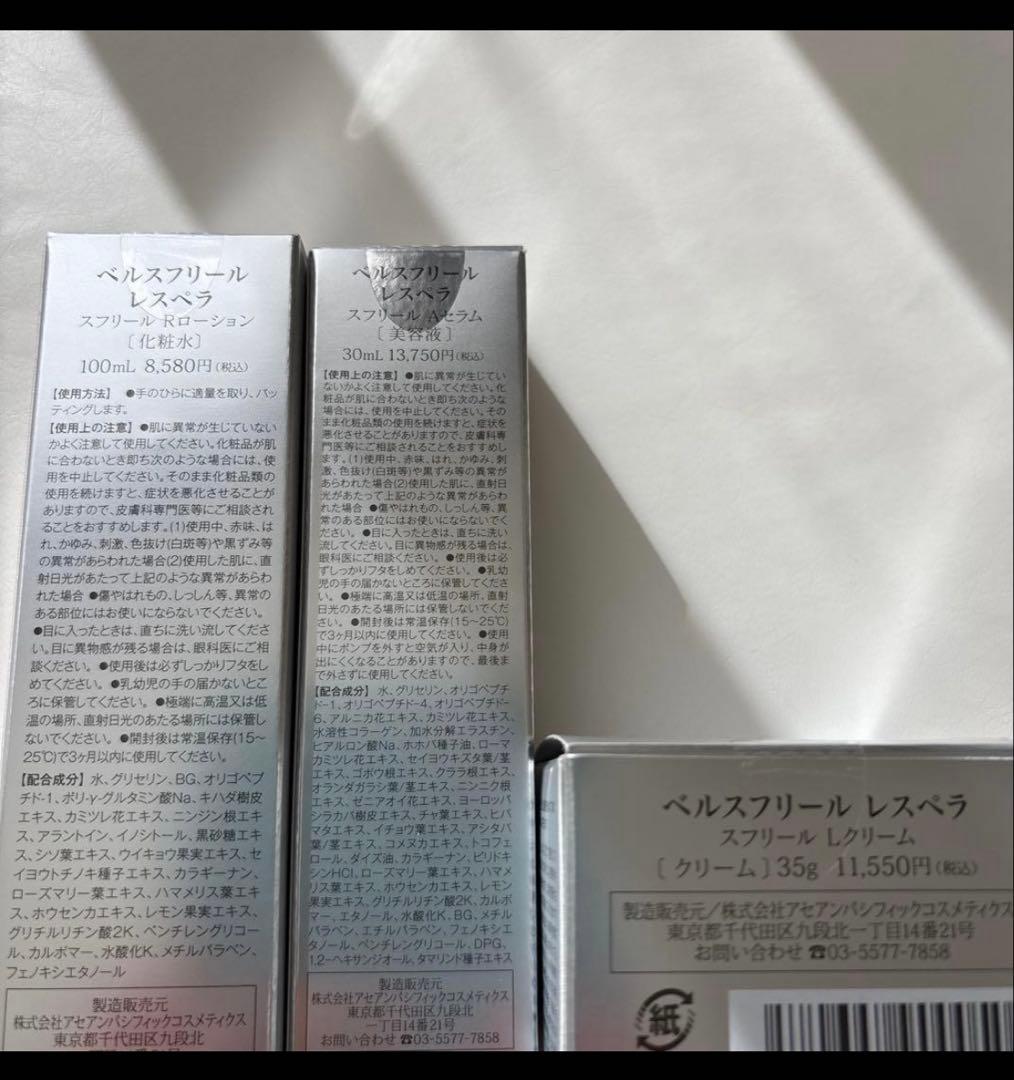 ベルスフリール
レスペラ
スフリール Rローション
〔化粧水〕
100mL 8,580円(税込)
【使用方法】 ●手のひらに適量を取り、パッ
ティングします。
【使用上の注意】●肌に異常が生じていない
かよく注意して使用してください。化粧品が肌
に合わないとき即ち次のような場合には、使
用を中止してください。そのまま化粧品類の
使用を続けますと、症状を悪化させることが
ありますので、皮膚科専門医等にご相談され
ることをおすすめします。(1)使用中、赤味、は
れ、かゆみ、刺激、色抜け(白斑等)や黒ずみ等
の異常があらわれた場合(2)使用した肌に、直
射日光があたって上記のような異常があらわ
れた場合 ●傷やはれもの、しっしん等、異常の
ある部位にはお使いにならないでください。
●目に入ったときは、直ちに洗い流してくださ
い。目に異物感が残る場合は、眼科医にご相
談ください。 ●使用後は必ずしっかりフタをし
めてください。 ●乳幼児の手の届かないとこ
ろに保管してください。 ●極端に高温又は低
温の場所、直射日光のあたる場所には保管し
ないでください。 ●開封後は常温保存(15～
25℃)で3ヶ月以内に使用してください。
【配合成分】水、グリセリン、BG、オリゴペプ
チド-1、ポリ-γ-グルタミン酸Na、キハダ樹皮
エキス、カミツレ花エキス、ニンジン根エキ
ス、アラントイン、イノシトール、黒砂糖エキ
ス、シソ葉エキス、ウイキョウ果実エキス、セ
イヨウトチノキ種子エキス、カラギーナン、
ローズマリー葉エキス、ハマメリス葉エキ
ス、ホウセンカエキス、レモン果実エキス、
グリチルリチン酸2K、ペンチレングリコー
ル、カルボマー、水酸化K、メチルパラベン、
フェノキシエタノール
製造販売元
株式会社アセアンパシフィックコスメティクス
東京都千代田区九段北
ベルスフリール
レスペラ
スフリール Aセラム
〔美容液〕
30mL 13,750円(税込)
【使用上の注意】 ●肌に異常が生じてい
ないかよく注意して使用してください。化
粧品が肌に合わないとき即ち次のような
場合には、使用を中止してください。その
まま化粧品類の使用を続けますと、症状を
悪化させることがありますので、皮膚科専
門医等にご相談されることをおすすめしま
す。(1)使用中、赤味、はれ、かゆみ、刺
激、色抜け(白斑等)や黒ずみ等の異常が
あらわれた場合(2)使用した肌に、直射日
光があたって上記のような異常があらわ
れた場合 ●傷やはれもの、しっしん等、異
常のある部位にはお使いにならないでく
ださい。 ●目に入ったときは、直ちに洗い
流してください。目に異物感が残る場合は、
眼科医にご相談ください。 ●使用後は必
ずしっかりフタをしめてください。 ●乳幼
児の手の届かないところに保管してくださ
い。 ●極端に高温又は低温の場所、直射
日光のあたる場所には保管しないでくだ
さい。 ●開封後は常温保存(15～25℃)
で3ヶ月以内に使用してください。 ●使用
中にポンプを外すと空気が入り、中身が
出にくくなることがありますので、最後ま
で外さずに使用してください。
【配合成分】 水、グリセリン、オリゴペプチ
ド-1、オリゴペプチド-4、オリゴペプチド-
6、アルニカ花エキス、カミツレ花エキス、
水溶性コラーゲン、加水分解エラスチン、
ヒアルロン酸Na、ホホバ種子油、ローマ
カミツレ花エキス、セイヨウキズタ葉/茎
エキス、ゴボウ根エキス、クララ根エキス、
オランダガラシ葉/茎エキス、ニンニク根
エキス、ゼニアオイ花エキス、ヨーロッパ
シラカバ樹皮エキス、チャ葉エキス、ヒバ
マタエキス、イチョウ葉エキス、アシタバ
葉/茎エキス、コメヌカエキス、トコフェ
ロール、ダイズ油、カラギーナン、ピリドキ
シンHCl、ローズマリー葉エキス、ハマメ
リス葉エキス、ホウセンカエキス、レモン
果実エキス、グリチルリチン酸2K、カルボ
マー、エタノール、水酸化K、BG、メチル
パラベン、エチルパラベン、フェノキシエ
タノール、ペンチレングリコール、DPG、
1,2-ヘキサンジオール、タマリンド種子エキス
製造販売元
株式会社アセアンパシフィックコスメティクス
東京都千代田区九段北
一丁目14番21号
お問い合わせ ☎03-5577-7858
ベルスフリール レスペラ
スフリール Lクリーム
〔クリーム〕35g 11,550円(税込)
製造販売元／株式会社アセアンパシフィックコスメティクス
東京都千代田区九段北一丁目14番21号
お問い合わせ ☎03-5577-7858
紙